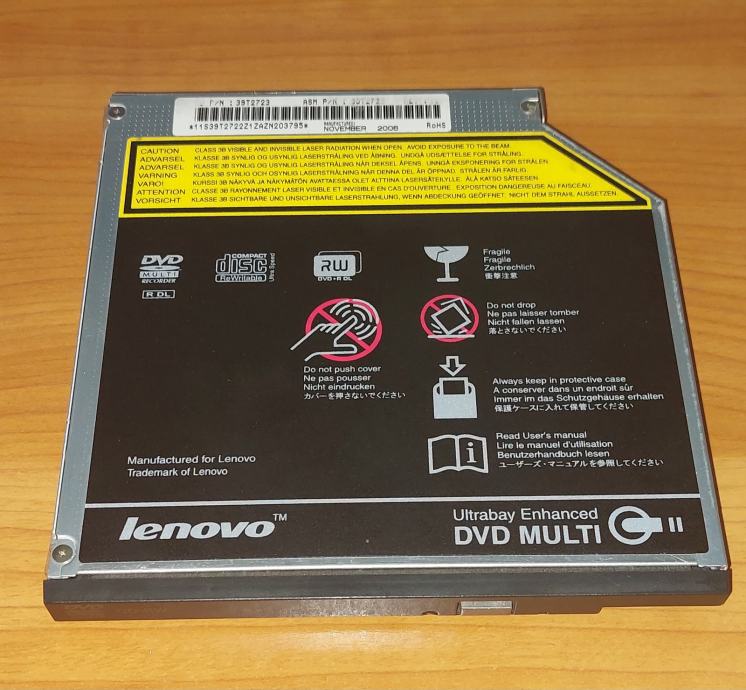 P/N : 39T2723 ASM P/N
*11S39T2722Z1ZAZN203795* MANUFACTURED NOVEMBER 2006 RoHS
CAUTION CLASS 3B VISIBLE AND INVISIBLE LASER RADIATION WHEN OPEN. AVOID EXPOSURE TO THE BEAM.
ADVARSEL KLASSE 3B SYNLIG OG USYNLIG LASERSTRÅLING VED ÅBNING. UNDGÅ UDSÆTTELSE FOR STRÅLING.
ADVARSEL KLASSE 3B SYNLIG OG USYNLIG LASERSTRÅLING NÅR DEKSEL ÅPNES. UNNGÅ EKSPONERING FOR STRÅLEN
VARNING KLASS 3B SYNLIG OCH OSYNLIG LASERSTRÅLNING NÄR DENNA DEL ÄR ÖPPNAD. STRÅLEN ÄR FARLIG.
VARO! KURSSI 3B NÄKYVÄ JA NÄKYMÄTÖN AVATTAESSA OLET ALTTIINA LASERSÄTEILYLLE. ÄLÄ KATSO SÄTEESEN.
ATTENTION CLASSE 3B RAYONNEMENT LASER VISIBLE ET INVISIBLE EN CAS D'OUVERTURE. EXPOSITION DANGEREUSE AU FAISCEAU
VORSICHT KLASSE 3B SICHTBARE UND UNSICHTBARE LASERSTRAHLUNG, WENN ABDECKUNG GEÖFFNET. NICHT DEM STRAHL AUSSETZEN.
DVD
MULTI
RECORDER
R DL
COMPACT
disc
ReWritable
Ultra Speed
RW
DVD+R DL
Fragile
Fragile
Zerbrechlich
衝撃注意
Do not drop
Ne pas laisser tomber
Nicht fallen lassen
落とさないでください
Do not push cover
Ne pas pousser
Nicht eindrucken
カバーを押さないでください
Always keep in protective case
A conserver dans un endroit sûr
Immer im das Schutzgehäuse erhalten
保護ケースに入れて保管してください
Read User's manual
Lire le manuel d'utilisation
Benutzerhandbuch lesen
ユーザーズ・マニュアルを参照してください
Manufactured for Lenovo
Trademark of Lenovo
lenovo™
Ultrabay Enhanced
DVD MULTI